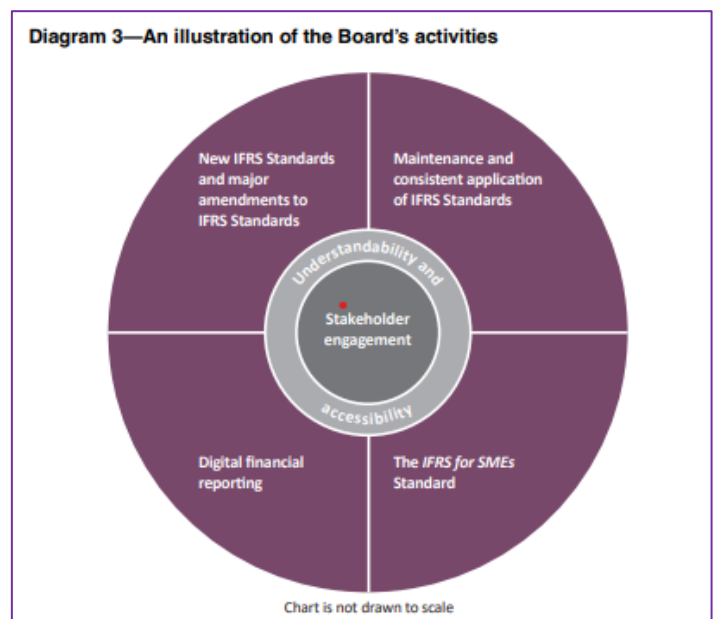 Diagram 3—An illustration of the Board’s activities
New IFRS Standards
and major
amendments to
IFRS Standards
Maintenance and
consistent application
of IFRS Standards
Understandability and
Stakeholder
engagement
accessibility
Digital financial
reporting
The IFRS for SMEs
Standard
Chart is not drawn to scale